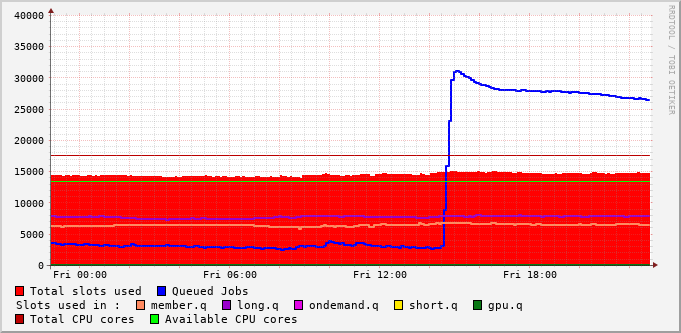 40000
35000
30000
25000
20000
15000
10000
5000
0
Fri 00:00 Fri 06:00 Fri 12:00 Fri 18:00
RRDTOOL / TOBI OETIKER
Total slots used Queued Jobs
Slots used in : member.q long.q ondemand.q short.q gpu.q
Total CPU cores Available CPU cores